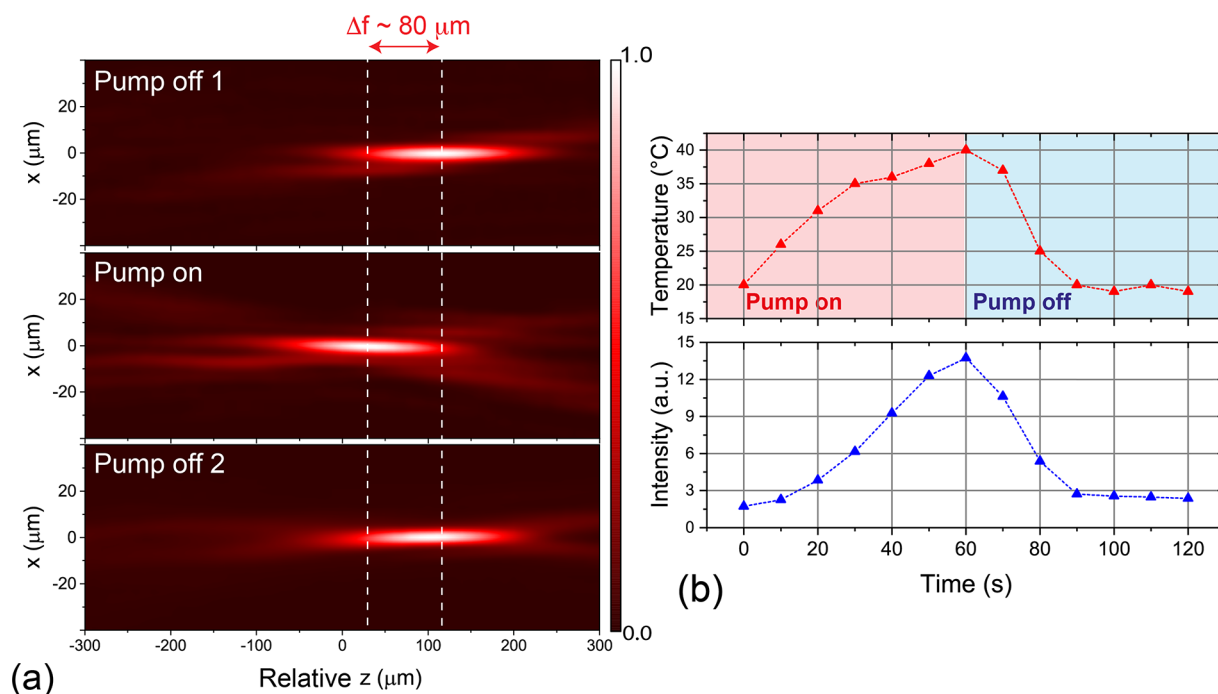 Δf ~ 80 μm
1.0
Pump off 1
x (μm)
20
0
-20
Pump on
x (μm)
20
0
-20
Pump off 2
x (μm)
20
0
-20
0.0
-300 -200 -100 0 100 200 300
Relative z (μm)
(a)
Temperature (°C)
40
35
30
25
20
15
Pump on
Pump off
Intensity (a.u.)
15
12
9
6
3
0
0 20 40 60 80 100 120
Time (s)
(b)